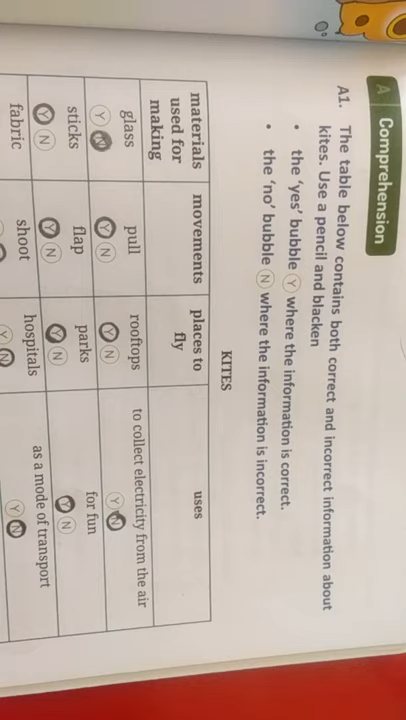 A Comprehension
A1. The table below contains both correct and incorrect information about
kites. Use a pencil and blacken
• the ‘yes’ bubble Y where the information is correct.
• the ‘no’ bubble N where the information is incorrect.
KITES
materials used for making
movements
places to fly
uses
glass
Y N
pull
Y N
rooftops
Y N
to collect electricity from the air
Y N
sticks
Y N
flap
Y N
parks
Y N
for fun
Y N
fabric
shoot
hospitals
Y N
as a mode of transport
Y N